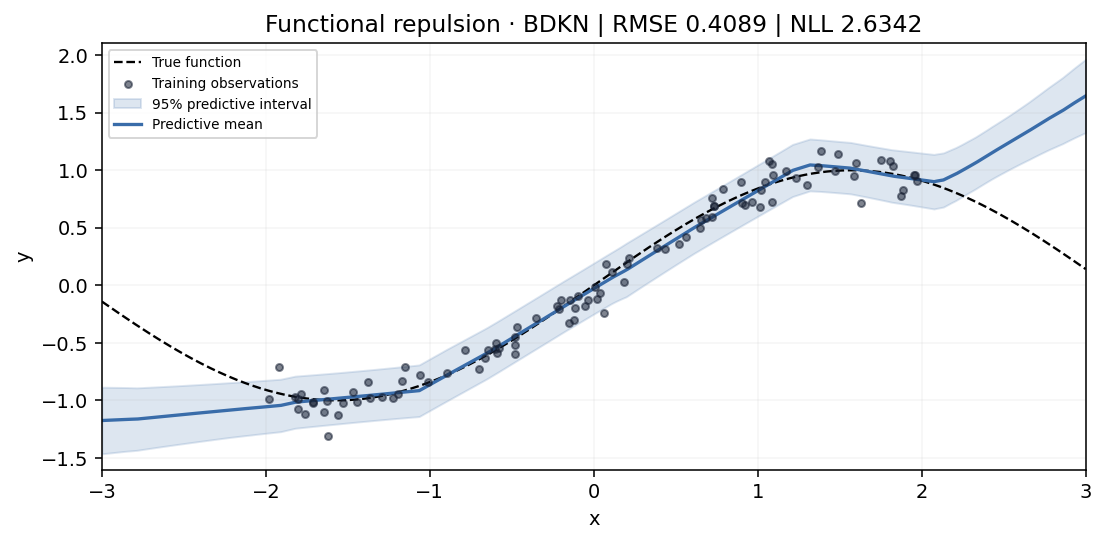 Functional repulsion · BDKN | RMSE 0.4089 | NLL 2.6342
True function
Training observations
95% predictive interval
Predictive mean
y
2.0
1.5
1.0
0.5
0.0
−0.5
−1.0
−1.5
−3 −2 −1 0 1 2 3
x